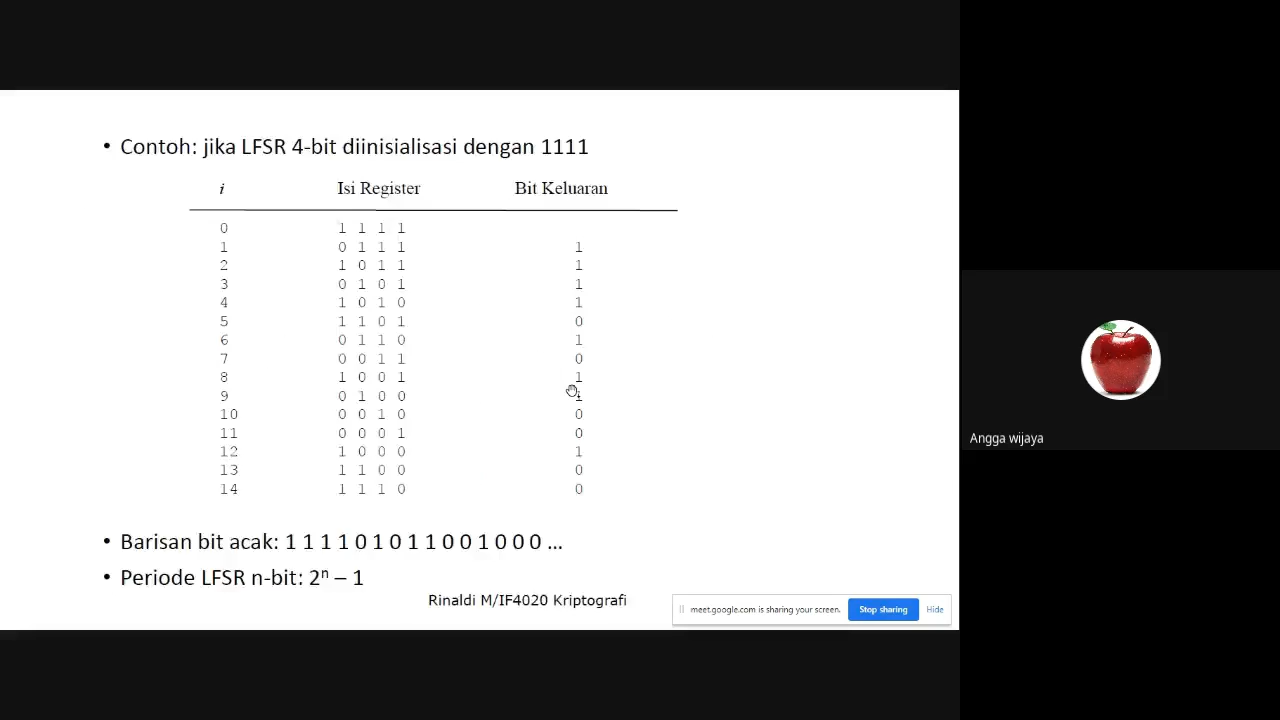 • Contoh: jika LFSR 4-bit diinisialisasi dengan 1111
i Isi Register Bit Keluaran
0 1 1 1 1
1 0 1 1 1 1
2 1 0 1 1 1
3 0 1 0 1 1
4 1 0 1 0 1
5 1 1 0 1 0
6 0 1 1 0 1
7 0 0 1 1 0
8 1 0 0 1 1
9 0 1 0 0 1
10 0 0 1 0 0
11 0 0 0 1 0
12 1 0 0 0 1
13 1 1 0 0 0
14 1 1 1 0 0
• Barisan bit acak: 1 1 1 1 0 1 0 1 1 0 0 1 0 0 0 ...
• Periode LFSR n-bit: 2ⁿ – 1
Rinaldi M/IF4020 Kriptografi
meet.google.com is sharing your screen. Stop sharing Hide
Angga wijaya